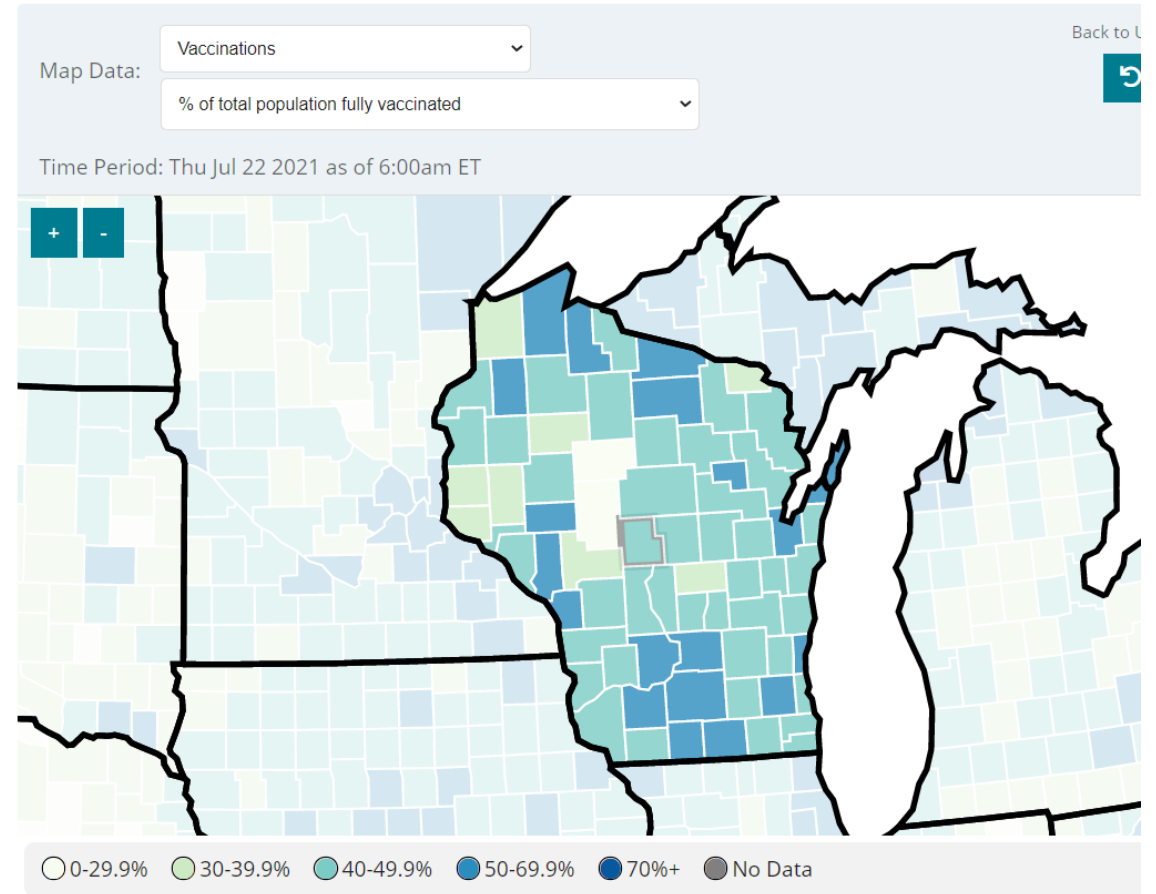 Back to U
Map Data:
Vaccinations
% of total population fully vaccinated
Time Period: Thu Jul 22 2021 as of 6:00am ET
+ -
0-29.9% 30-39.9% 40-49.9% 50-69.9% 70%+ No Data